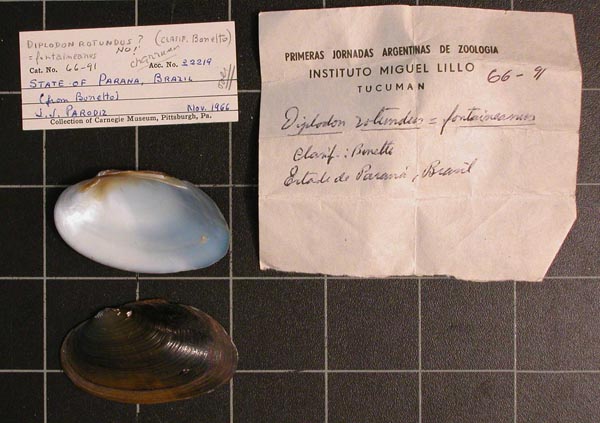 DIPLODON ROTUNDUS? (CLASIF. Bonetto)
= fontaineanus NO!
Cat. No. 66-91 Acc. No. 22219
STATE OF PARANA, BRAZIL
(from Bonetto)
J.J. PARODIZ Nov. 1966
Collection of Carnegie Museum, Pittsburgh, Pa.
PRIMERAS JORNADAS ARGENTINAS DE ZOOLOGIA
INSTITUTO MIGUEL LILLO
TUCUMAN
66-91
Diplodon rotundus = fontaineanus
Clasif.: Bonetto
Estado de Paraná, Brasil